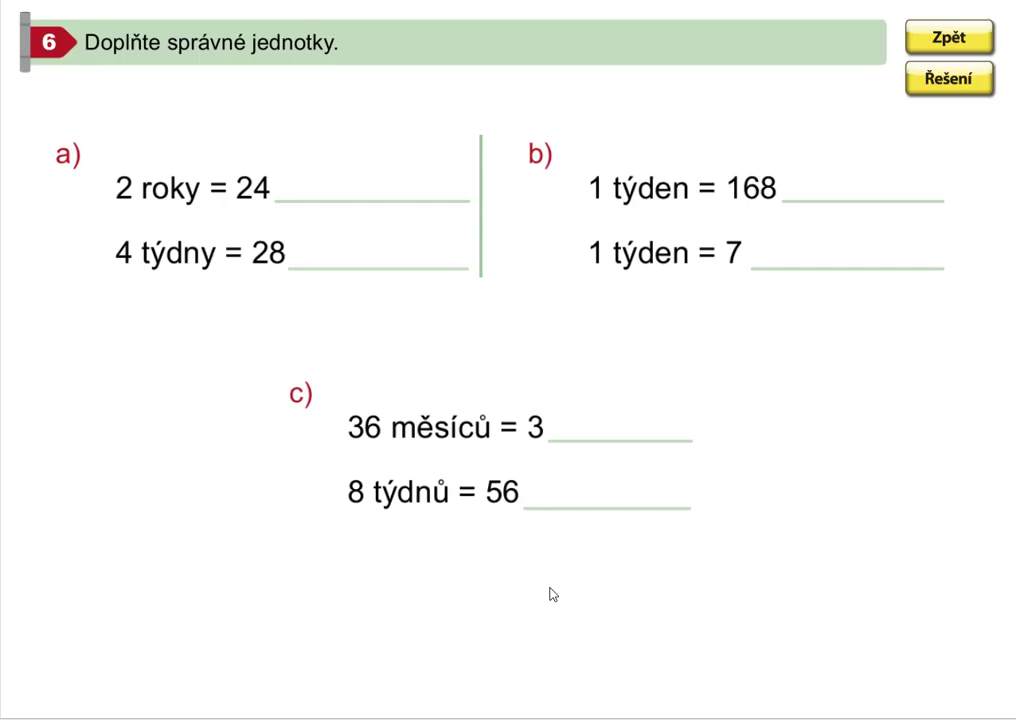 6 Doplňte správné jednotky.
Zpět
Řešení
a)
2 roky = 24
4 týdny = 28
b)
1 týden = 168
1 týden = 7
c)
36 měsíců = 3
8 týdnů = 56